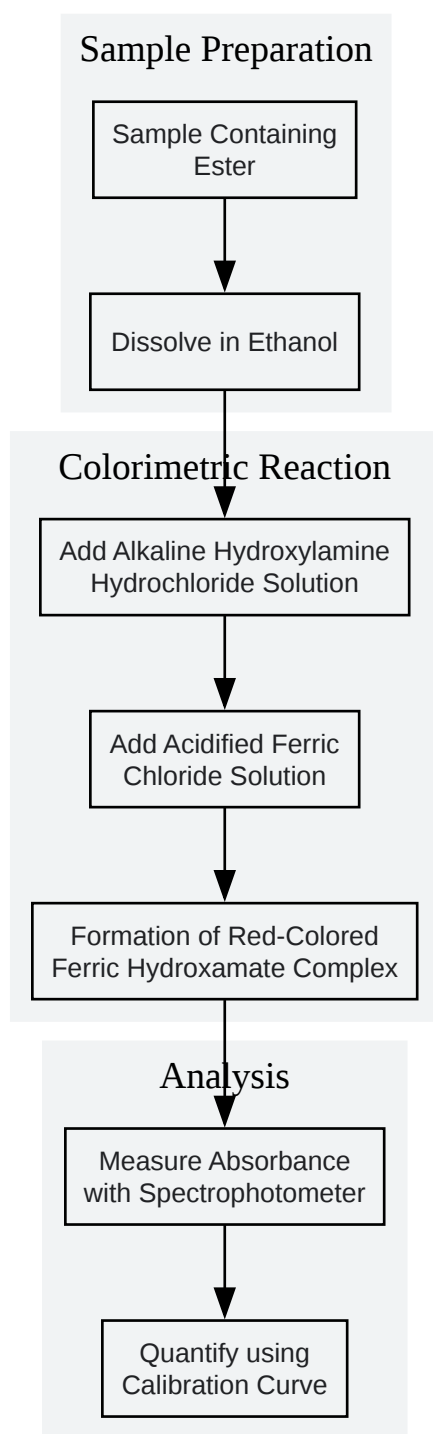 Sample Preparation
Sample Containing
Ester
Dissolve in Ethanol
Colorimetric Reaction
Add Alkaline Hydroxylamine
Hydrochloride Solution
Add Acidified Ferric
Chloride Solution
Formation of Red-Colored
Ferric Hydroxamate Complex
Analysis
Measure Absorbance
with Spectrophotometer
Quantify using
Calibration Curve